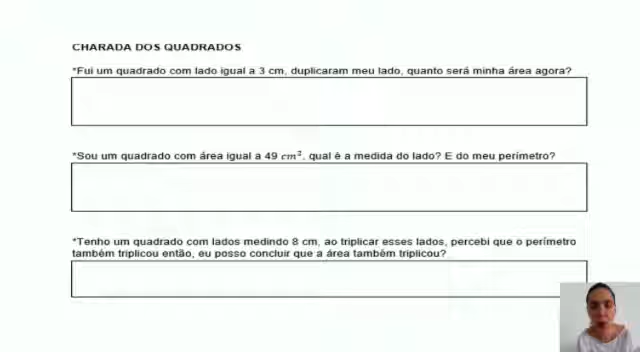 CHARADA DOS QUADRADOS
*Fui um quadrado com lado igual a 3 cm, duplicaram meu lado, quanto será minha área agora?
*Sou um quadrado com área igual a 49 cm², qual é a medida do lado? E do meu perímetro?
*Tenho um quadrado com lados medindo 8 cm, ao triplicar esses lados, percebi que o perímetro
também triplicou então, eu posso concluir que a área também triplicou?